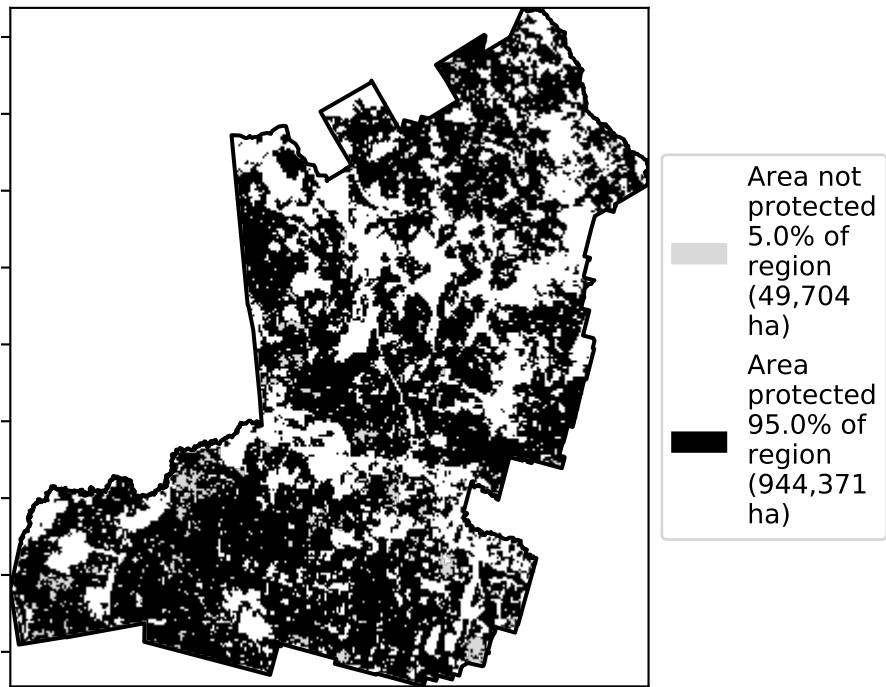 Area not
protected
5.0% of
region
(49,704
ha)
Area
protected
95.0% of
region
(944,371
ha)